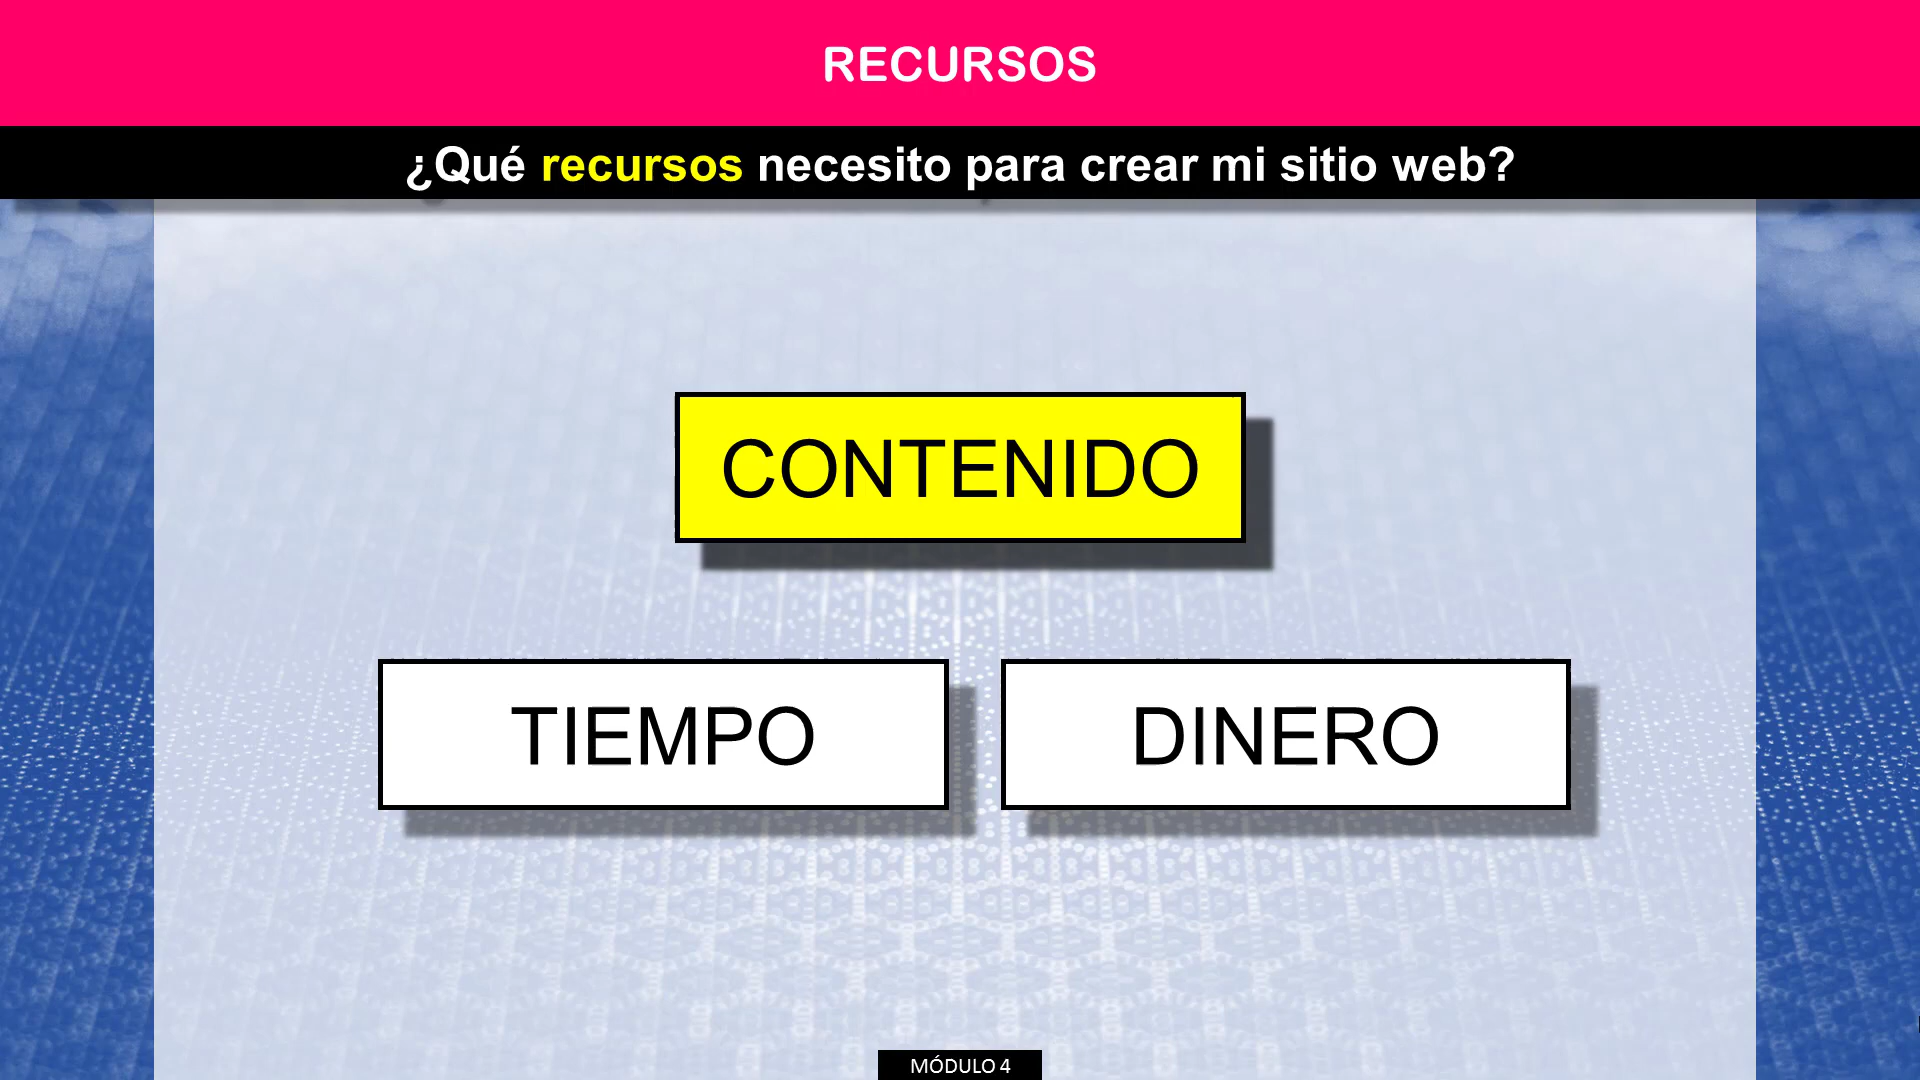 RECURSOS
¿Qué recursos necesito para crear mi sitio web?
CONTENIDO
TIEMPO
DINERO
MÓDULO 4